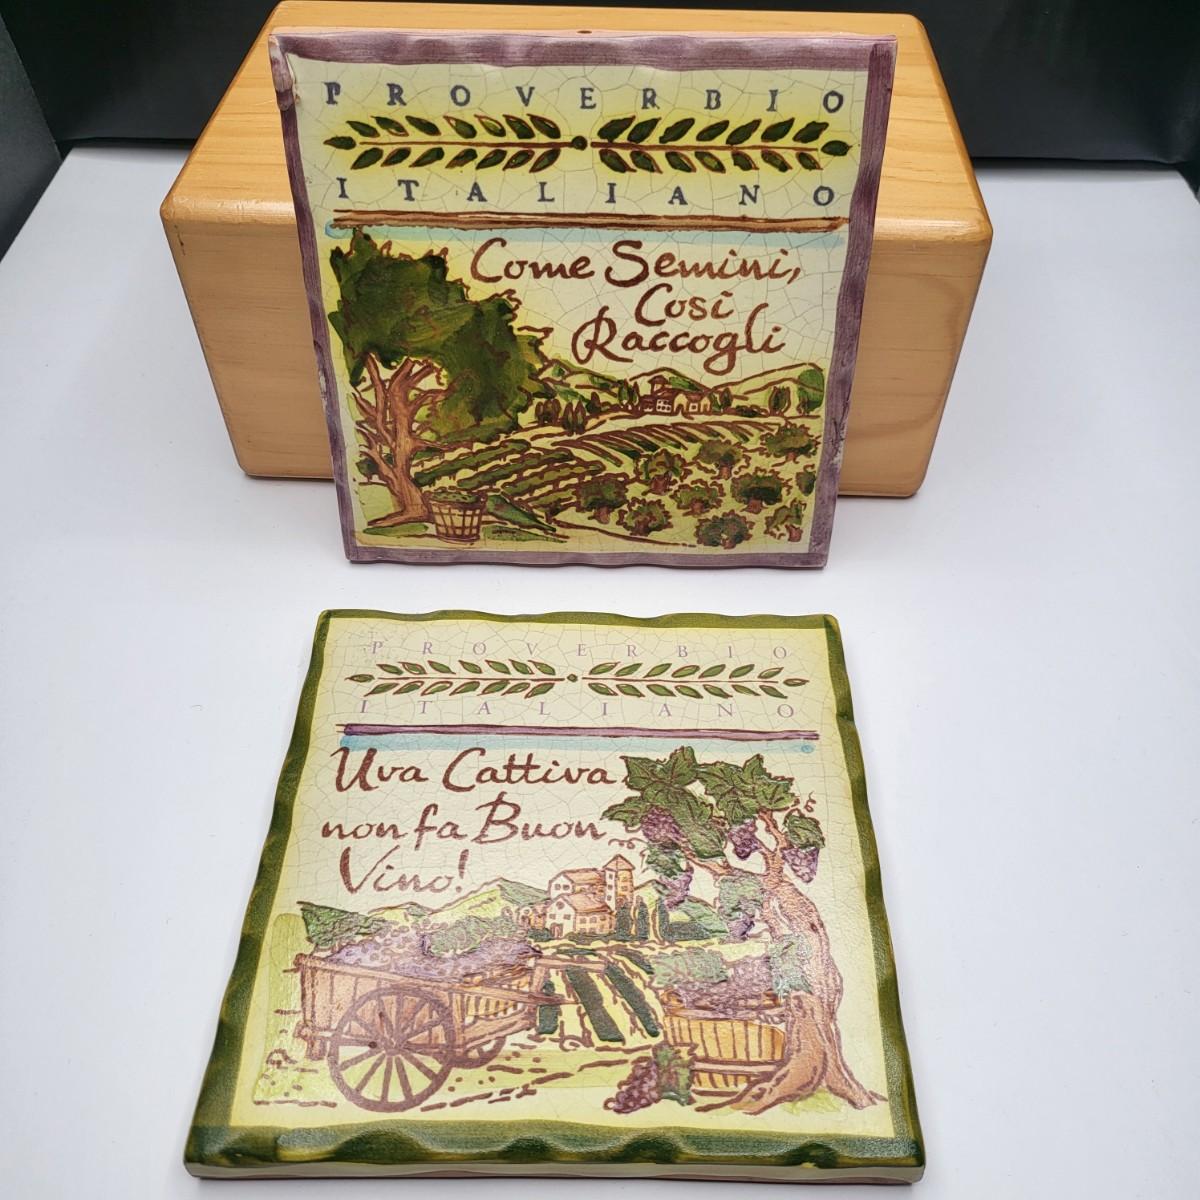 PROVERBIO
ITALIANO
Come Semini,
Cosi
Raccogli
PROVERBIO
ITALIANO
Uva Cattiva
non fa Buon
Vino!